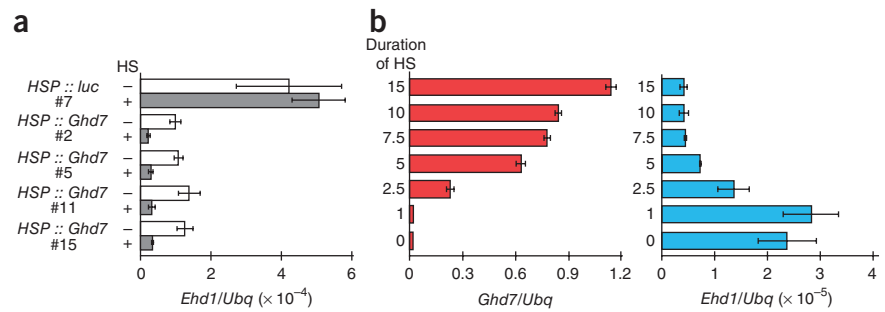 a
HS
HSP :: luc
#7
–
+
HSP :: Ghd7
#2
–
+
HSP :: Ghd7
#5
–
+
HSP :: Ghd7
#11
–
+
HSP :: Ghd7
#15
–
+
0 2 4 6
Ehd1/Ubq (× 10⁻⁴)
b
Duration
of HS
15
10
7.5
5
2.5
1
0
0 0.3 0.6 0.9 1.2
Ghd7/Ubq
15
10
7.5
5
2.5
1
0
0 1 2 3 4
Ehd1/Ubq (× 10⁻⁵)